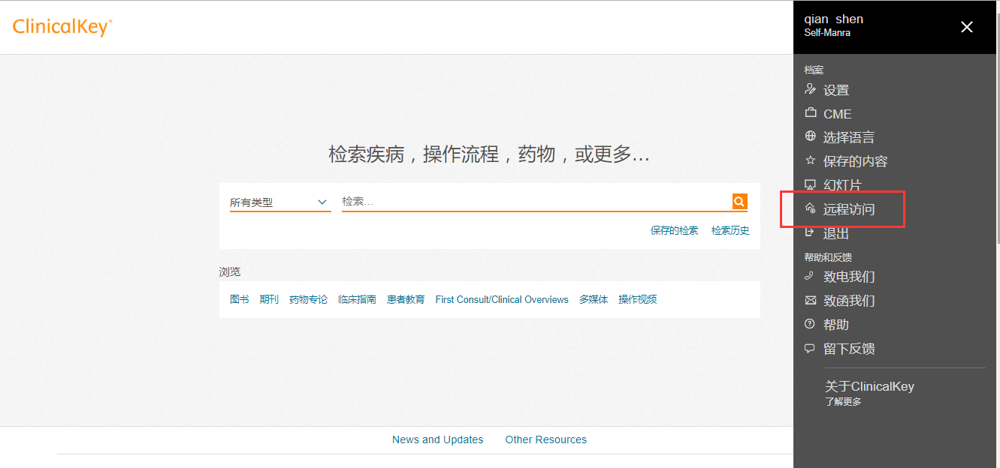 ClinicalKey®
qian shen
Self-Manra
档案
设置
CME
选择语言
保存的内容
幻灯片
远程访问
退出
帮助和反馈
致电我们
致函我们
帮助
留下反馈
关于ClinicalKey
了解更多
检索疾病，操作流程，药物，或更多...
所有类型
检索...
保存的检索 检索历史
浏览
图书 期刊 药物专论 临床指南 患者教育 First Consult/Clinical Overviews 多媒体 操作视频
News and Updates Other Resources